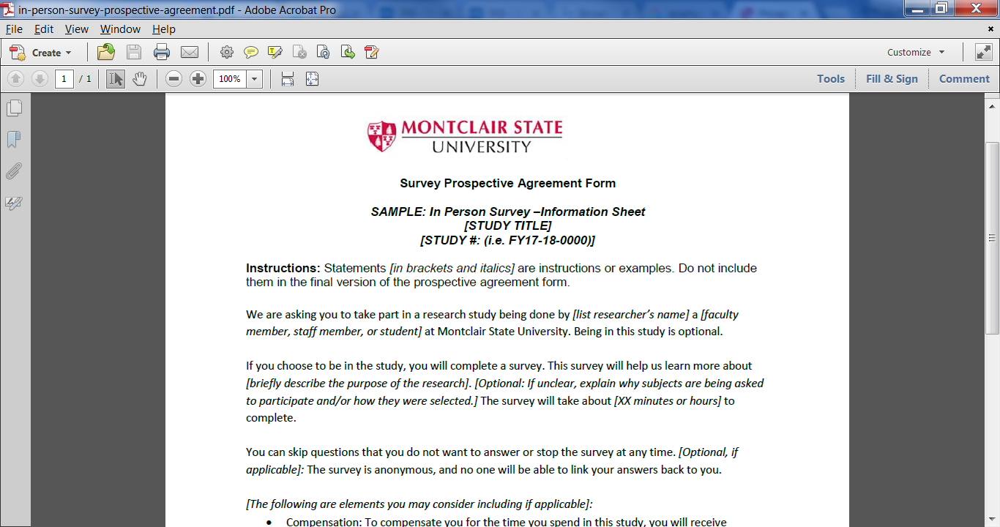 in-person-survey-prospective-agreement.pdf - Adobe Acrobat Pro
File Edit View Window Help
Create Customize
1 / 1 100% Tools Fill & Sign Comment
MONTCLAIR STATE
UNIVERSITY
Survey Prospective Agreement Form
SAMPLE: In Person Survey –Information Sheet
[STUDY TITLE]
[STUDY #: (i.e. FY17-18-0000)]
Instructions: Statements [in brackets and italics] are instructions or examples. Do not include
them in the final version of the prospective agreement form.
We are asking you to take part in a research study being done by [list researcher’s name] a [faculty
member, staff member, or student] at Montclair State University. Being in this study is optional.
If you choose to be in the study, you will complete a survey. This survey will help us learn more about
[briefly describe the purpose of the research]. [Optional: If unclear, explain why subjects are being asked
to participate and/or how they were selected.] The survey will take about [XX minutes or hours] to
complete.
You can skip questions that you do not want to answer or stop the survey at any time. [Optional, if
applicable]: The survey is anonymous, and no one will be able to link your answers back to you.
[The following are elements you may consider including if applicable]:
• Compensation: To compensate you for the time you spend in this study, you will receive